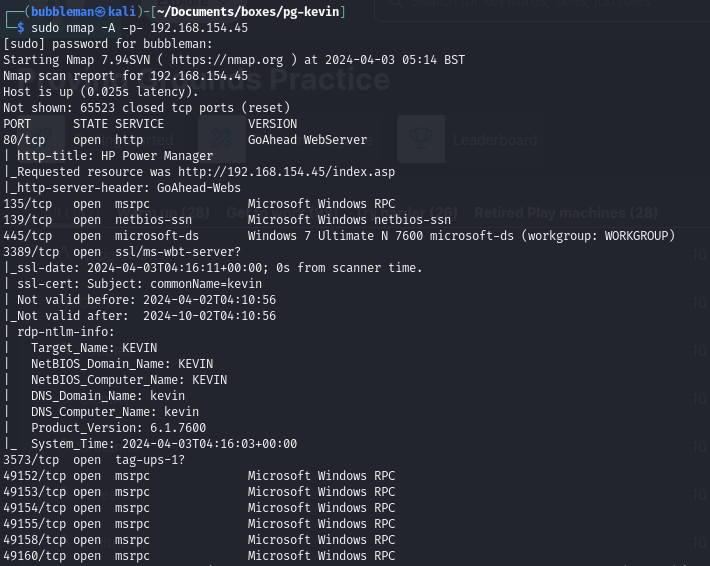 ┌──(bubbleman㉿kali)-[~/Documents/boxes/pg-kevin]
└─$ sudo nmap -A -p- 192.168.154.45
[sudo] password for bubbleman:
Starting Nmap 7.94SVN ( https://nmap.org ) at 2024-04-03 05:14 BST
Nmap scan report for 192.168.154.45
Host is up (0.025s latency).
Not shown: 65523 closed tcp ports (reset)
PORT      STATE SERVICE            VERSION
80/tcp    open  http               GoAhead WebServer
| http-title: HP Power Manager
|_Requested resource was http://192.168.154.45/index.asp
|_http-server-header: GoAhead-Webs
135/tcp   open  msrpc              Microsoft Windows RPC
139/tcp   open  netbios-ssn        Microsoft Windows netbios-ssn
445/tcp   open  microsoft-ds       Windows 7 Ultimate N 7600 microsoft-ds (workgroup: WORKGROUP)
3389/tcp  open  ssl/ms-wbt-server?
|_ssl-date: 2024-04-03T04:16:11+00:00; 0s from scanner time.
| ssl-cert: Subject: commonName=kevin
| Not valid before: 2024-04-02T04:10:56
|_Not valid after:  2024-10-02T04:10:56
| rdp-ntlm-info:
|   Target_Name: KEVIN
|   NetBIOS_Domain_Name: KEVIN
|   NetBIOS_Computer_Name: KEVIN
|   DNS_Domain_Name: kevin
|   DNS_Computer_Name: kevin
|   Product_Version: 6.1.7600
|_  System_Time: 2024-04-03T04:16:03+00:00
3573/tcp  open  tag-ups-1?
49152/tcp open  msrpc              Microsoft Windows RPC
49153/tcp open  msrpc              Microsoft Windows RPC
49154/tcp open  msrpc              Microsoft Windows RPC
49155/tcp open  msrpc              Microsoft Windows RPC
49158/tcp open  msrpc              Microsoft Windows RPC
49160/tcp open  msrpc              Microsoft Windows RPC
Practice
Leaderboard
(28)
(26)
Retired Play machines (28)